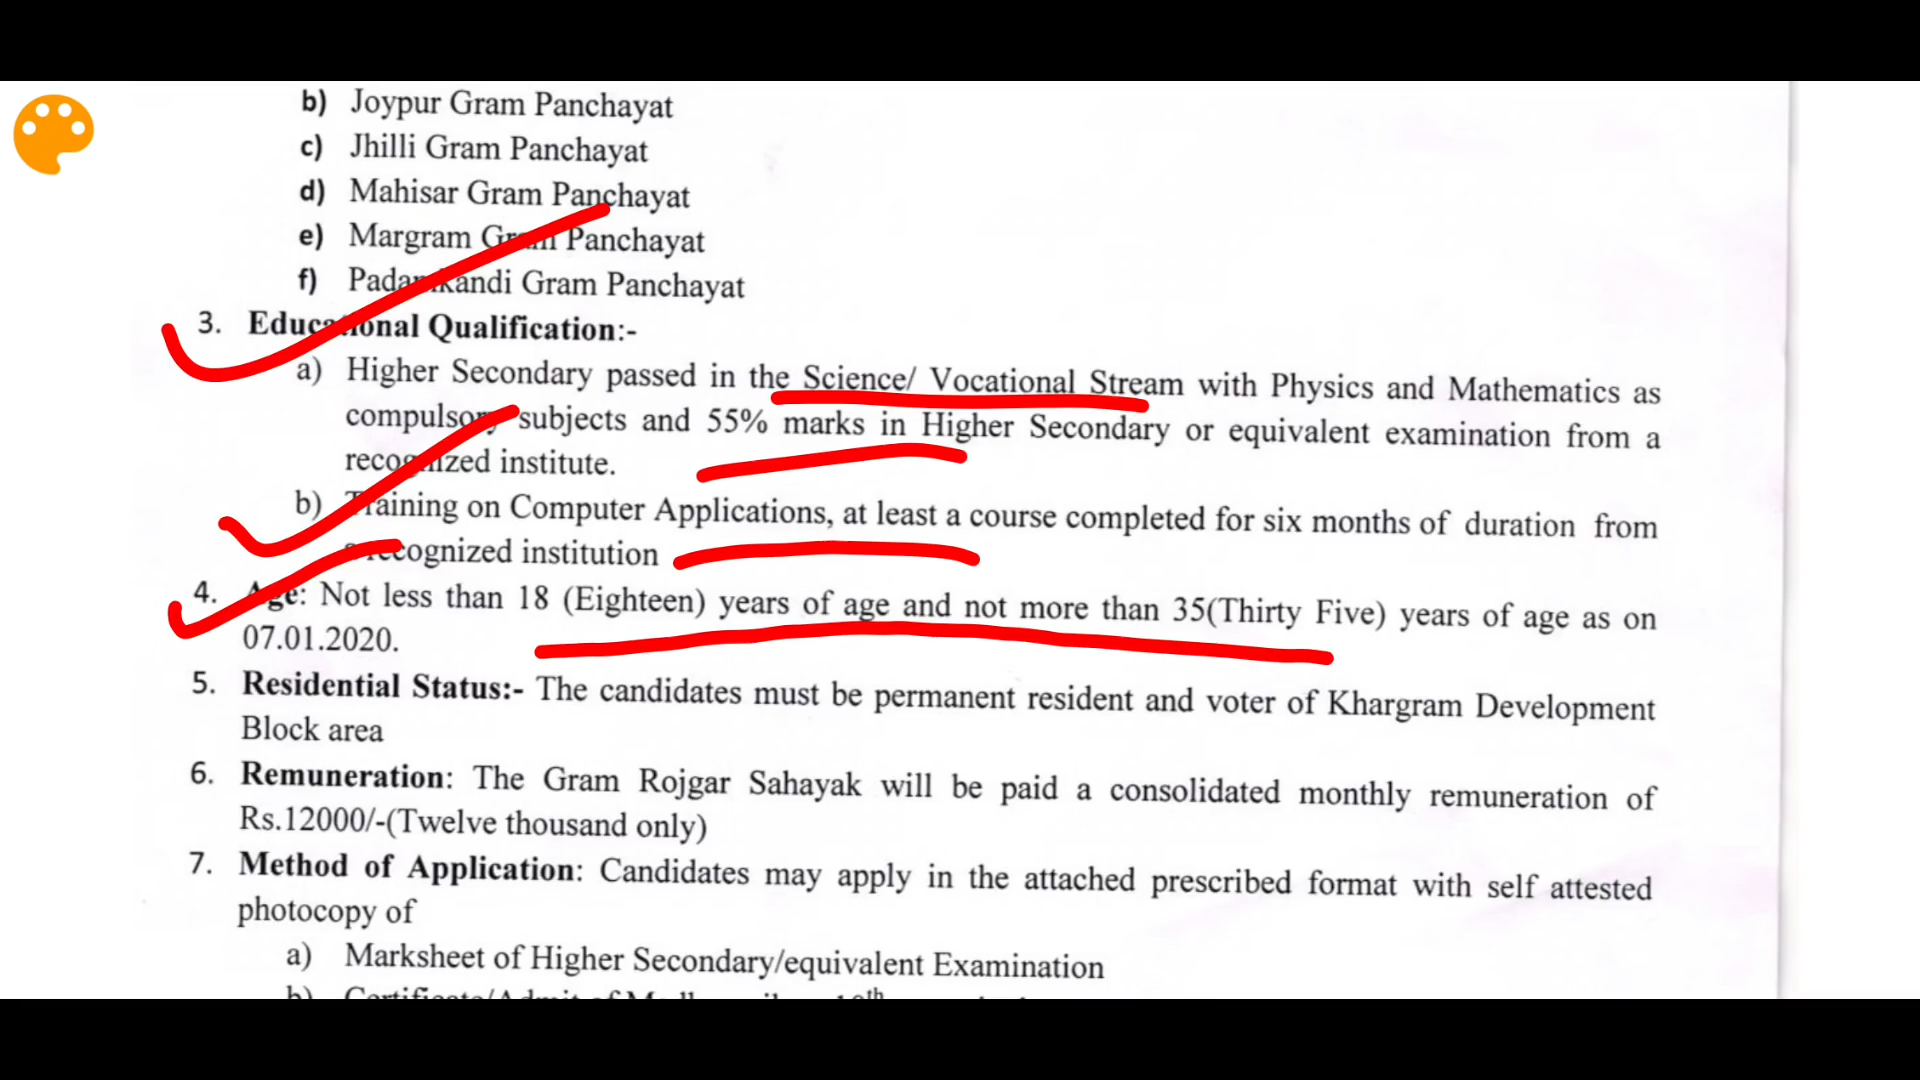 b) Joypur Gram Panchayat
c) Jhilli Gram Panchayat
d) Mahisar Gram Panchayat
e) Margram Gram Panchayat
f) Gram Panchayat
3. Educational Qualification:-
a) Higher Secondary passed in the Science/ Vocational Stream with Physics and Mathematics as
compulsory subjects and 55% marks in Higher Secondary or equivalent examination from a
recognized institute.
b) Training on Computer Applications, at least a course completed for six months of duration from
a recognized institution
4. Age: Not less than 18 (Eighteen) years of age and not more than 35(Thirty Five) years of age as on
07.01.2020.
5. Residential Status:- The candidates must be permanent resident and voter of Khargram Development
Block area
6. Remuneration: The Gram Rojgar Sahayak will be paid a consolidated monthly remuneration of
Rs.12000/-(Twelve thousand only)
7. Method of Application: Candidates may apply in the attached prescribed format with self attested
photocopy of
a) Marksheet of Higher Secondary/equivalent Examination